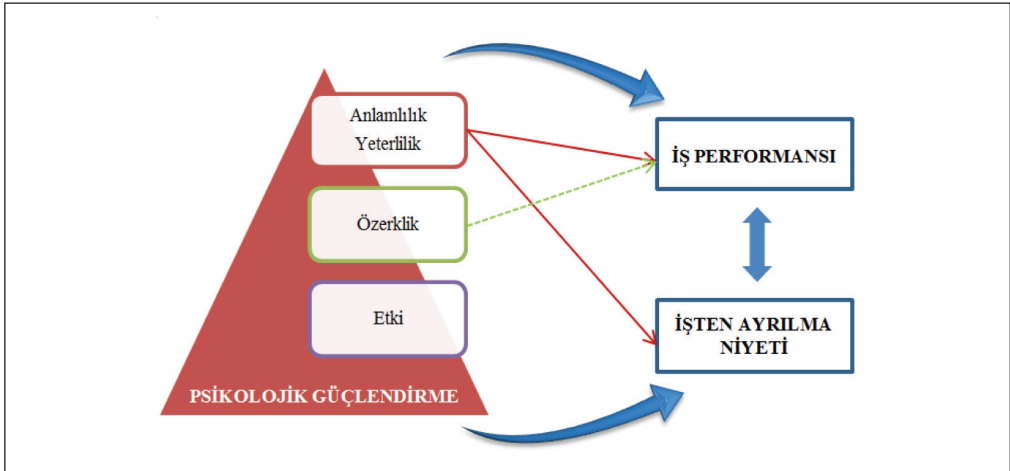 Anlamlılık
Yeterlilik
Özerklik
Etki
PSİKOLOJİK GÜÇLENDİRME
İŞ PERFORMANSI
İŞTEN AYRILMA
NİYETİ